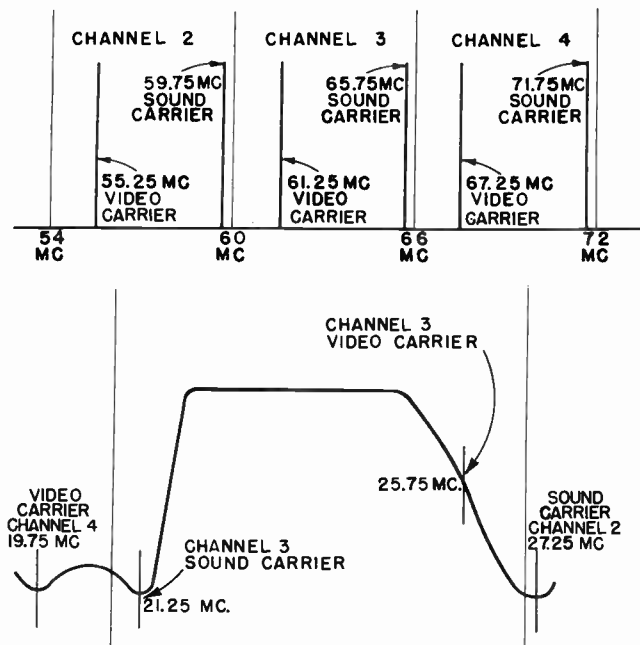 CHANNEL 2
CHANNEL 3
CHANNEL 4
59.75 MC
SOUND
CARRIER
65.75 MC
SOUND
CARRIER
71.75 MC
SOUND
CARRIER
55.25 MC
VIDEO
CARRIER
61.25 MC
VIDEO
CARRIER
67.25 MC
VIDEO
CARRIER
54
MC
60
MC
66
MC
72
MC
CHANNEL 3
VIDEO CARRIER
25.75 MC.
VIDEO
CARRIER
CHANNEL 4
19.75 MC
SOUND
CARRIER
CHANNEL 2
27.25 MC
CHANNEL 3
SOUND CARRIER
21.25 MC.